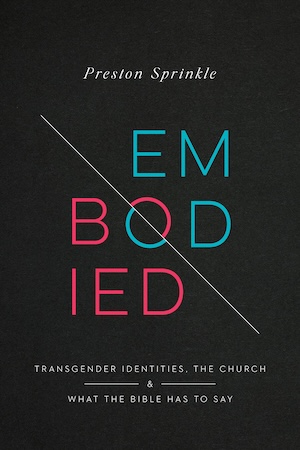 Preston Sprinkle
EM
BOD
IED
TRANSGENDER IDENTITIES, THE CHURCH
&
WHAT THE BIBLE HAS TO SAY